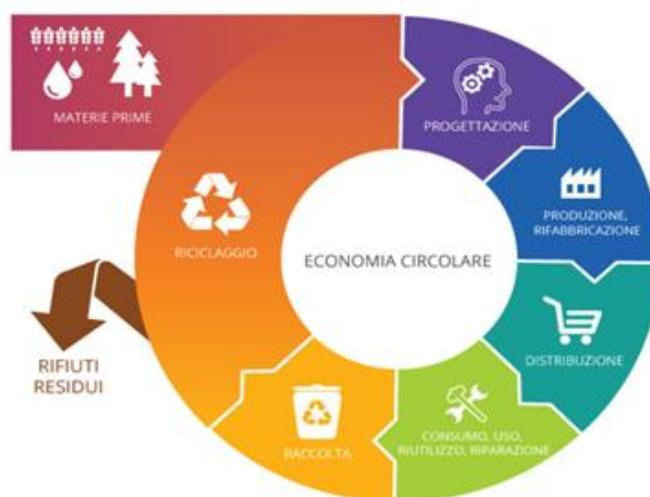 MATERIE PRIME
PROGETTAZIONE
PRODUZIONE,
RIFABBRICAZIONE
DISTRIBUZIONE
CONSUMO, USO,
RIUTILIZZO, RIPARAZIONE
RACCOLTA
RICICLAGGIO
RIFIUTI
RESIDUI
ECONOMIA CIRCOLARE